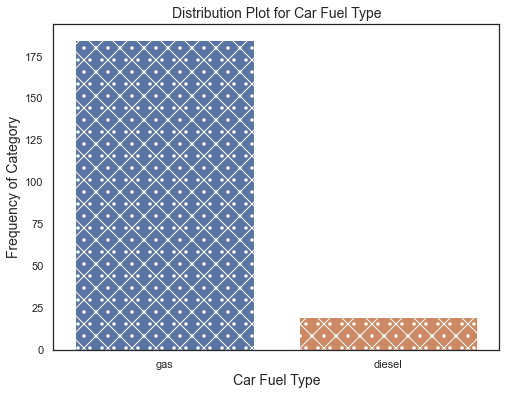 Distribution Plot for Car Fuel Type
Frequency of Category
175
150
125
100
75
50
25
0
gas diesel
Car Fuel Type